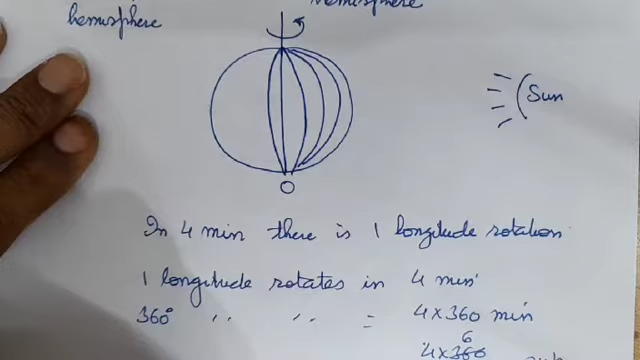 hemisphere hemisphere
Sun
0
In 4 min there is 1 longitude rotation
1 longitude rotates in 4 min
360° ,, ,, = 4×360 min
6
4×360